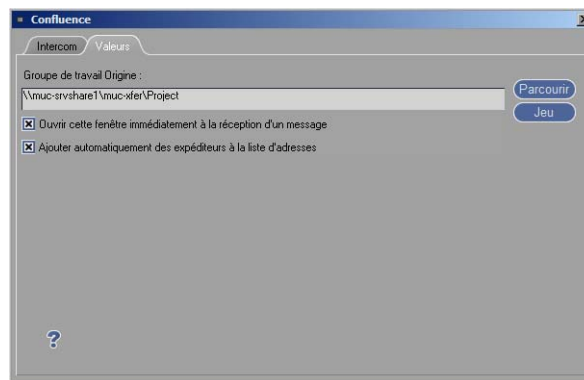 Confluence
Intercom
Valeurs
Groupe de travail Origine :
\\muc-srvshare1\muc-xfer\Project
Parcourir
Jeu
Ouvrir cette fenêtre immédiatement à la réception d'un message
Ajouter automatiquement des expéditeurs à la liste d'adresses
?